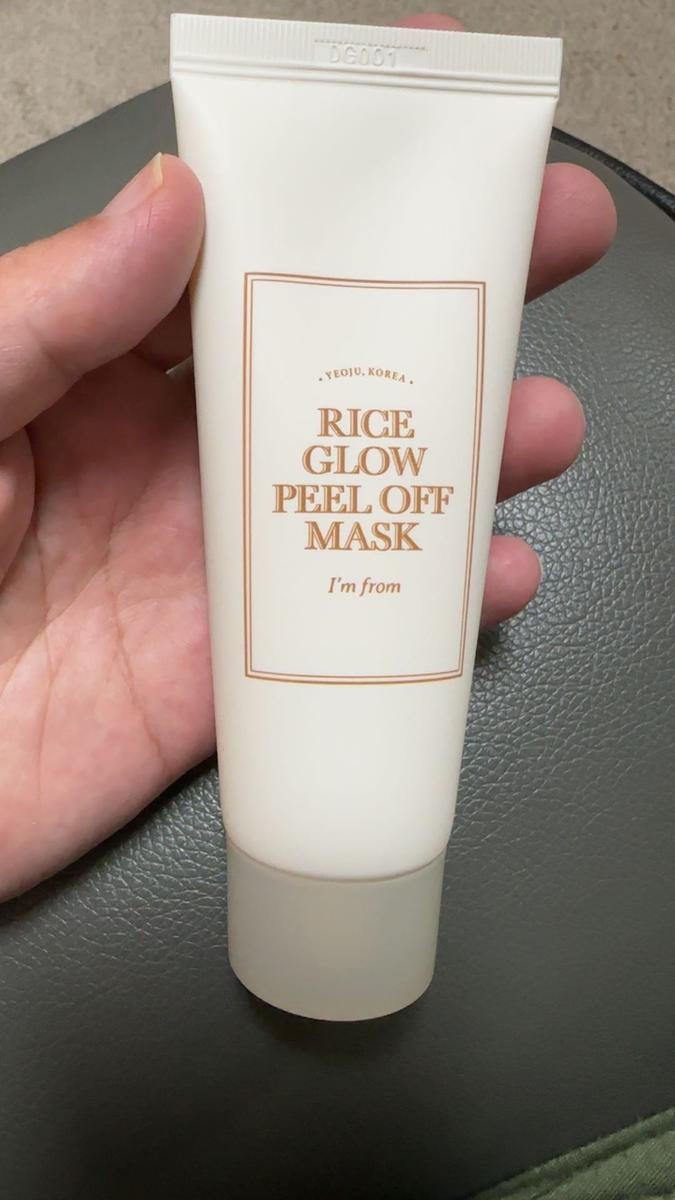 DG001
• YEOJU, KOREA •
RICE
GLOW
PEEL OFF
MASK
I'm from